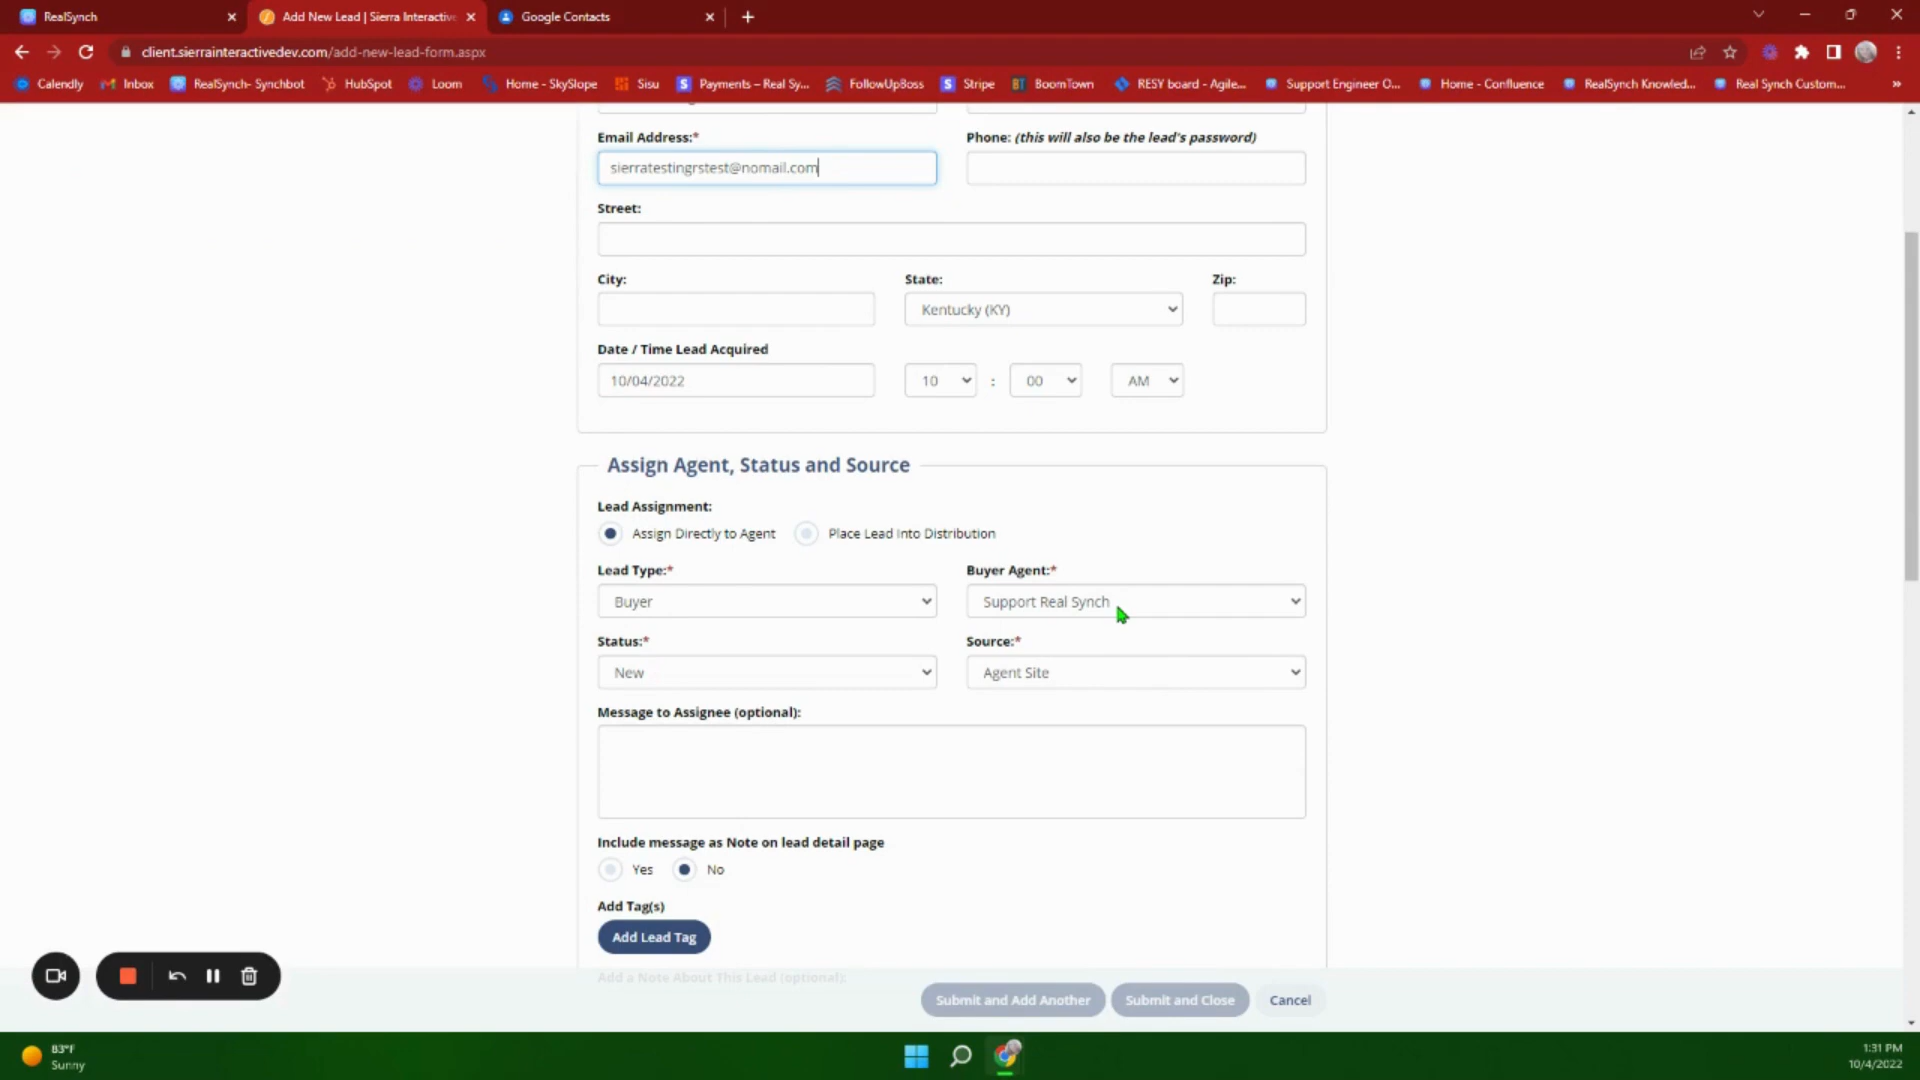 RealSynch
Add New Lead | Sierra Interactive
Google Contacts
client.sierrainteractivedev.com/add-new-lead-form.aspx
Calendly
Inbox
RealSynch- Synchbot
HubSpot
Loom
Home - SkySlope
Sisu
Payments – Real Sy...
FollowUpBoss
Stripe
BoomTown
RESY board - Agile...
Support Engineer O...
Home - Confluence
RealSynch Knowled...
Real Synch Custom...
Email Address:*
Phone: (this will also be the lead's password)
sierratestingrstest@nomail.com
Street:
City:
State:
Zip:
Kentucky (KY)
Date / Time Lead Acquired
10/04/2022
10
:
00
AM
Assign Agent, Status and Source
Lead Assignment:
Assign Directly to Agent
Place Lead Into Distribution
Lead Type:*
Buyer Agent:*
Buyer
Support Real Synch
Status:*
Source:*
New
Agent Site
Message to Assignee (optional):
Include message as Note on lead detail page
Yes
No
Add Tag(s)
Add Lead Tag
Add a Note About This Lead (optional):
Submit and Add Another
Submit and Close
Cancel
83°F
Sunny
1:31 PM
10/4/2022